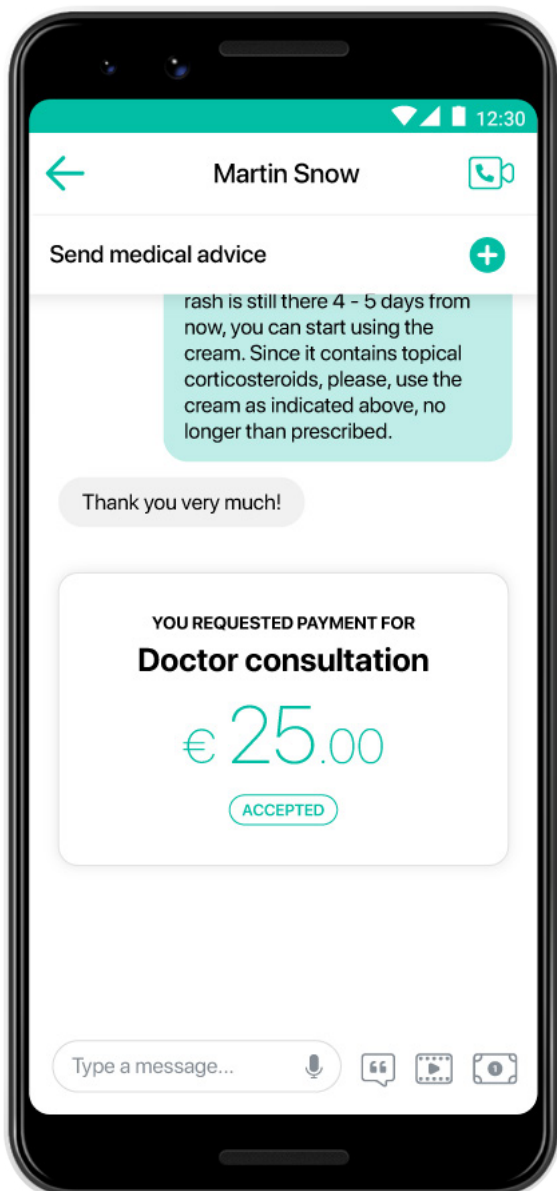 12:30
Martin Snow
Send medical advice
rash is still there 4 - 5 days from
now, you can start using the
cream. Since it contains topical
corticosteroids, please, use the
cream as indicated above, no
longer than prescribed.
Thank you very much!
YOU REQUESTED PAYMENT FOR
Doctor consultation
€ 25.00
ACCEPTED
Type a message...